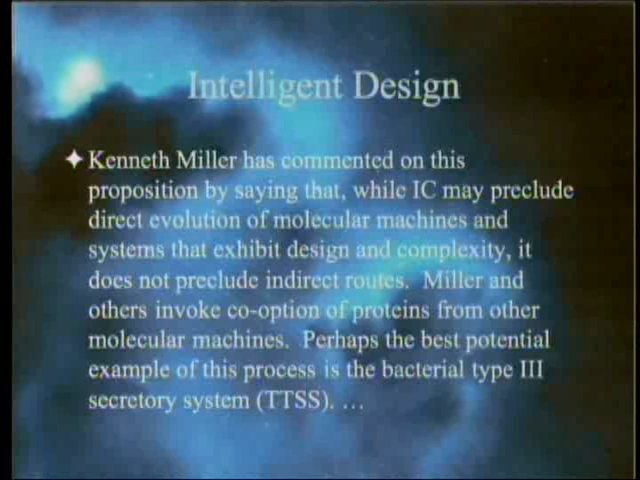 Intelligent Design
Kenneth Miller has commented on this
proposition by saying that, while IC may preclude
direct evolution of molecular machines and
systems that exhibit design and complexity, it
does not preclude indirect routes. Miller and
others invoke co-option of proteins from other
molecular machines. Perhaps the best potential
example of this process is the bacterial type III
secretory system (TTSS). …